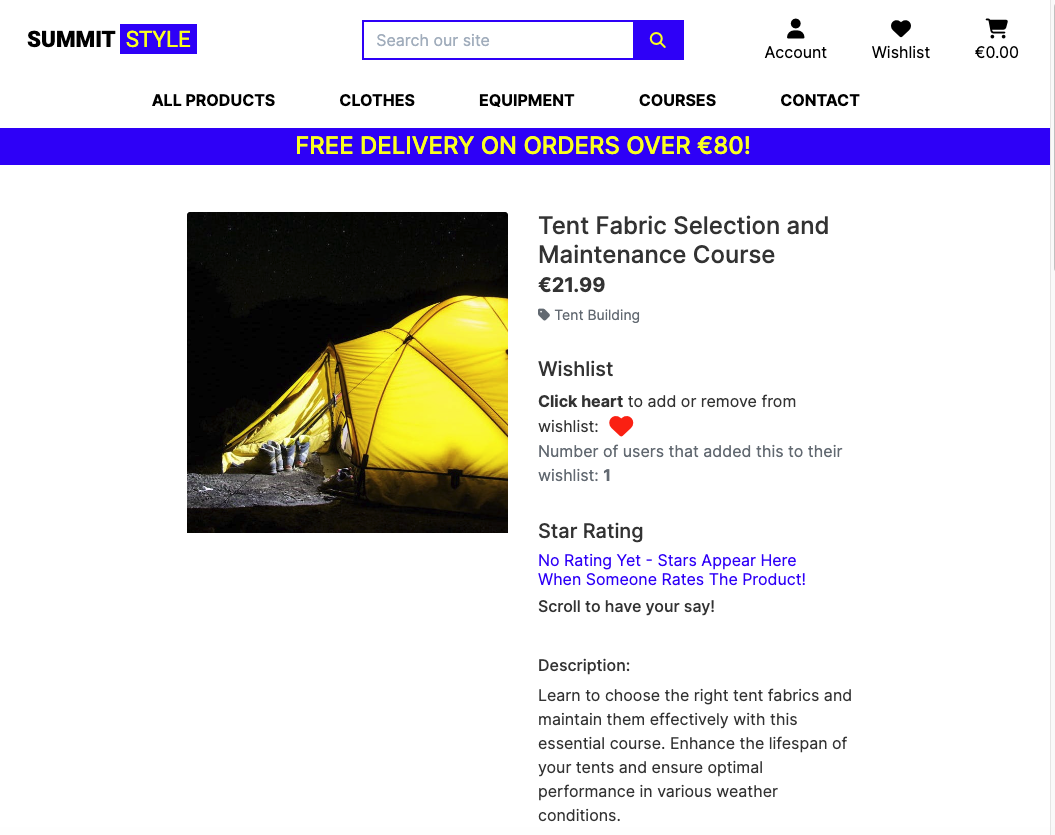 SUMMIT STYLE
Search our site
Account
Wishlist
€0.00
ALL PRODUCTS
CLOTHES
EQUIPMENT
COURSES
CONTACT
FREE DELIVERY ON ORDERS OVER €80!
Tent Fabric Selection and
Maintenance Course
€21.99
Tent Building
Wishlist
Click heart to add or remove from
wishlist:
Number of users that added this to their
wishlist: 1
Star Rating
No Rating Yet - Stars Appear Here
When Someone Rates The Product!
Scroll to have your say!
Description:
Learn to choose the right tent fabrics and
maintain them effectively with this
essential course. Enhance the lifespan of
your tents and ensure optimal
performance in various weather
conditions.